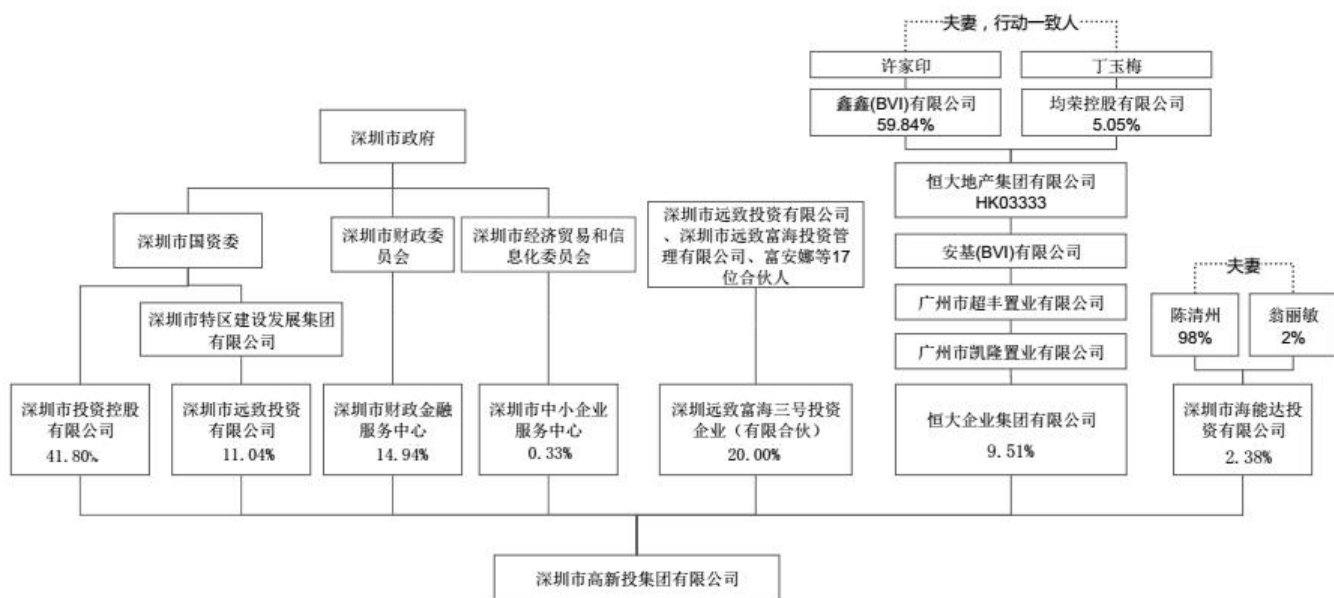 夫妻，行动一致人
许家印
丁玉梅
鑫鑫(BVI)有限公司
59.84%
均荣控股有限公司
5.05%
深圳市政府
恒大地产集团有限公司
HK03333
深圳市国资委
深圳市财政委
员会
深圳市经济贸易和信
息化委员会
深圳市远致投资有限公司
、深圳市远致富海投资管
理有限公司、富安娜等17
位合伙人
安基(BVI)有限公司
夫妻
深圳市特区建设发展集团
有限公司
广州市超丰置业有限公司
陈清州
98%
翁丽敏
2%
广州市凯隆置业有限公司
深圳市投资控股
有限公司
41.80%
深圳市远致投资
有限公司
11.04%
深圳市财政金融
服务中心
14.94%
深圳市中小企业
服务中心
0.33%
深圳远致富海三号投资
企业（有限合伙）
20.00%
恒大企业集团有限公司
9.51%
深圳市海能达投
资有限公司
2.38%
深圳市高新投集团有限公司